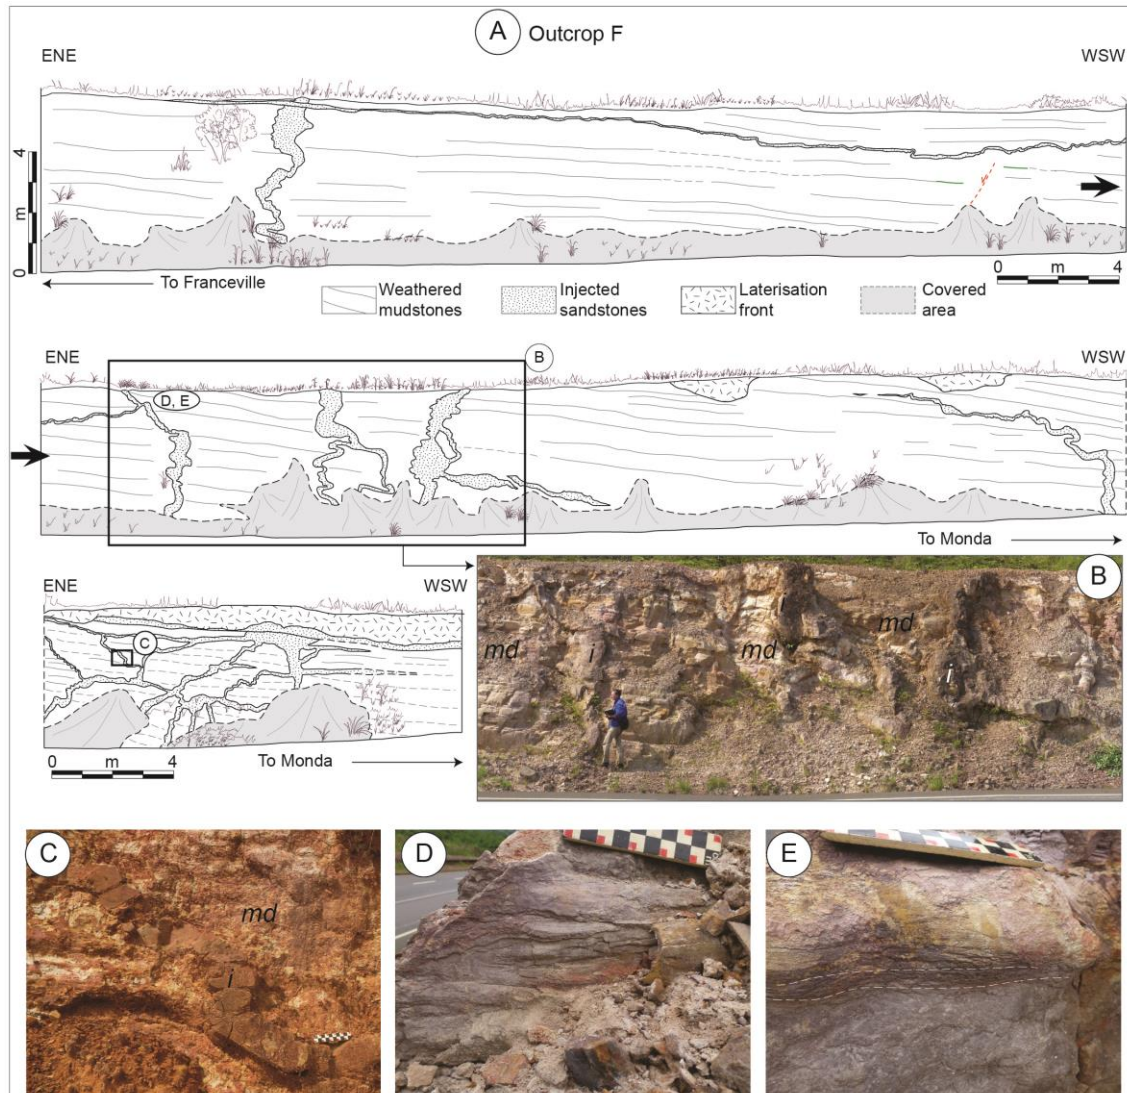 A Outcrop F
ENE
WSW
4
m
0
To Franceville
0 m 4
Weathered mudstones
Injected sandstones
Laterisation front
Covered area
ENE
B
WSW
D, E
To Monda
ENE
WSW
C
0 m 4
To Monda
B
md
i
md
md
i
C
md
i
D
E